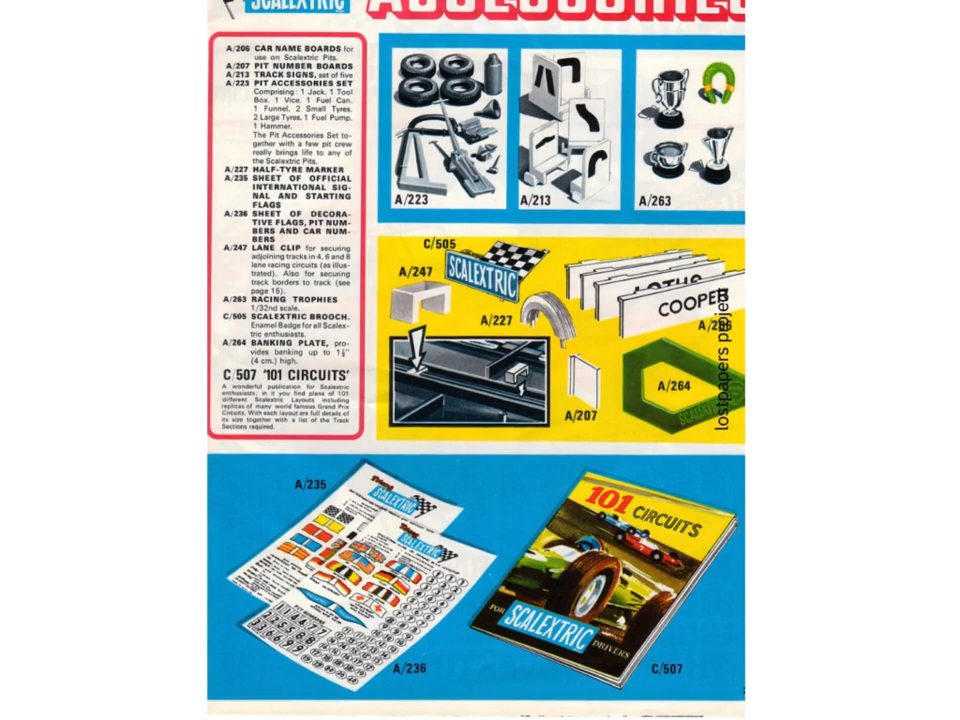 SCALEXTRIC
ACCESSORIES
A/206 CAR NAME BOARDS for
use on Scalextric Pits.
A/207 PIT NUMBER BOARDS
A/213 TRACK SIGNS, set of five
A/223 PIT ACCESSORIES SET
Comprising: 1 Jack. 1 Tool
Box. 1 Vice. 1 Fuel Can.
1 Funnel. 2 Small Tyres.
2 Large Tyres. 1 Fuel Pump.
1 Hammer.
The Pit Accessories Set to-
gether with a few pit crew
really brings life to any of
the Scalextric Pits.
A/227 HALF-TYRE MARKER
A/235 SHEET OF OFFICIAL
INTERNATIONAL SIG-
NAL AND STARTING
FLAGS
A/236 SHEET OF DECORA-
TIVE FLAGS, PIT NUM-
BERS AND CAR NUM-
BERS
A/247 LANE CLIP for securing
adjoining tracks in 4, 6 and 8
lane racing circuits (as illus-
trated). Also for securing
track borders to track (see
page 15).
A/263 RACING TROPHIES
1/32nd scale.
C/505 SCALEXTRIC BROOCH.
Enamel Badge for all Scalex-
tric enthusiasts.
A/264 BANKING PLATE, pro-
vides banking up to 1½"
(4 cm.) high.
C/507 '101 CIRCUITS'
A wonderful publication for Scalextric
enthusiasts; in it you find plans of 101
different Scalextric Layouts including
replicas of many world famous Grand Prix
Circuits. With each layout are full details of
its size together with a list of the Track
Sections required.
A/223
A/213
A/263
C/505
SCALEXTRIC
A/247
A/227
COOPER
A/207
A/264
SCALEXTRIC
lostpapers project
A/235
SCALEXTRIC
SCALEXTRIC
PIT NUMBERS
A/236
101 CIRCUITS
FOR
SCALEXTRIC
DRIVERS
C/507